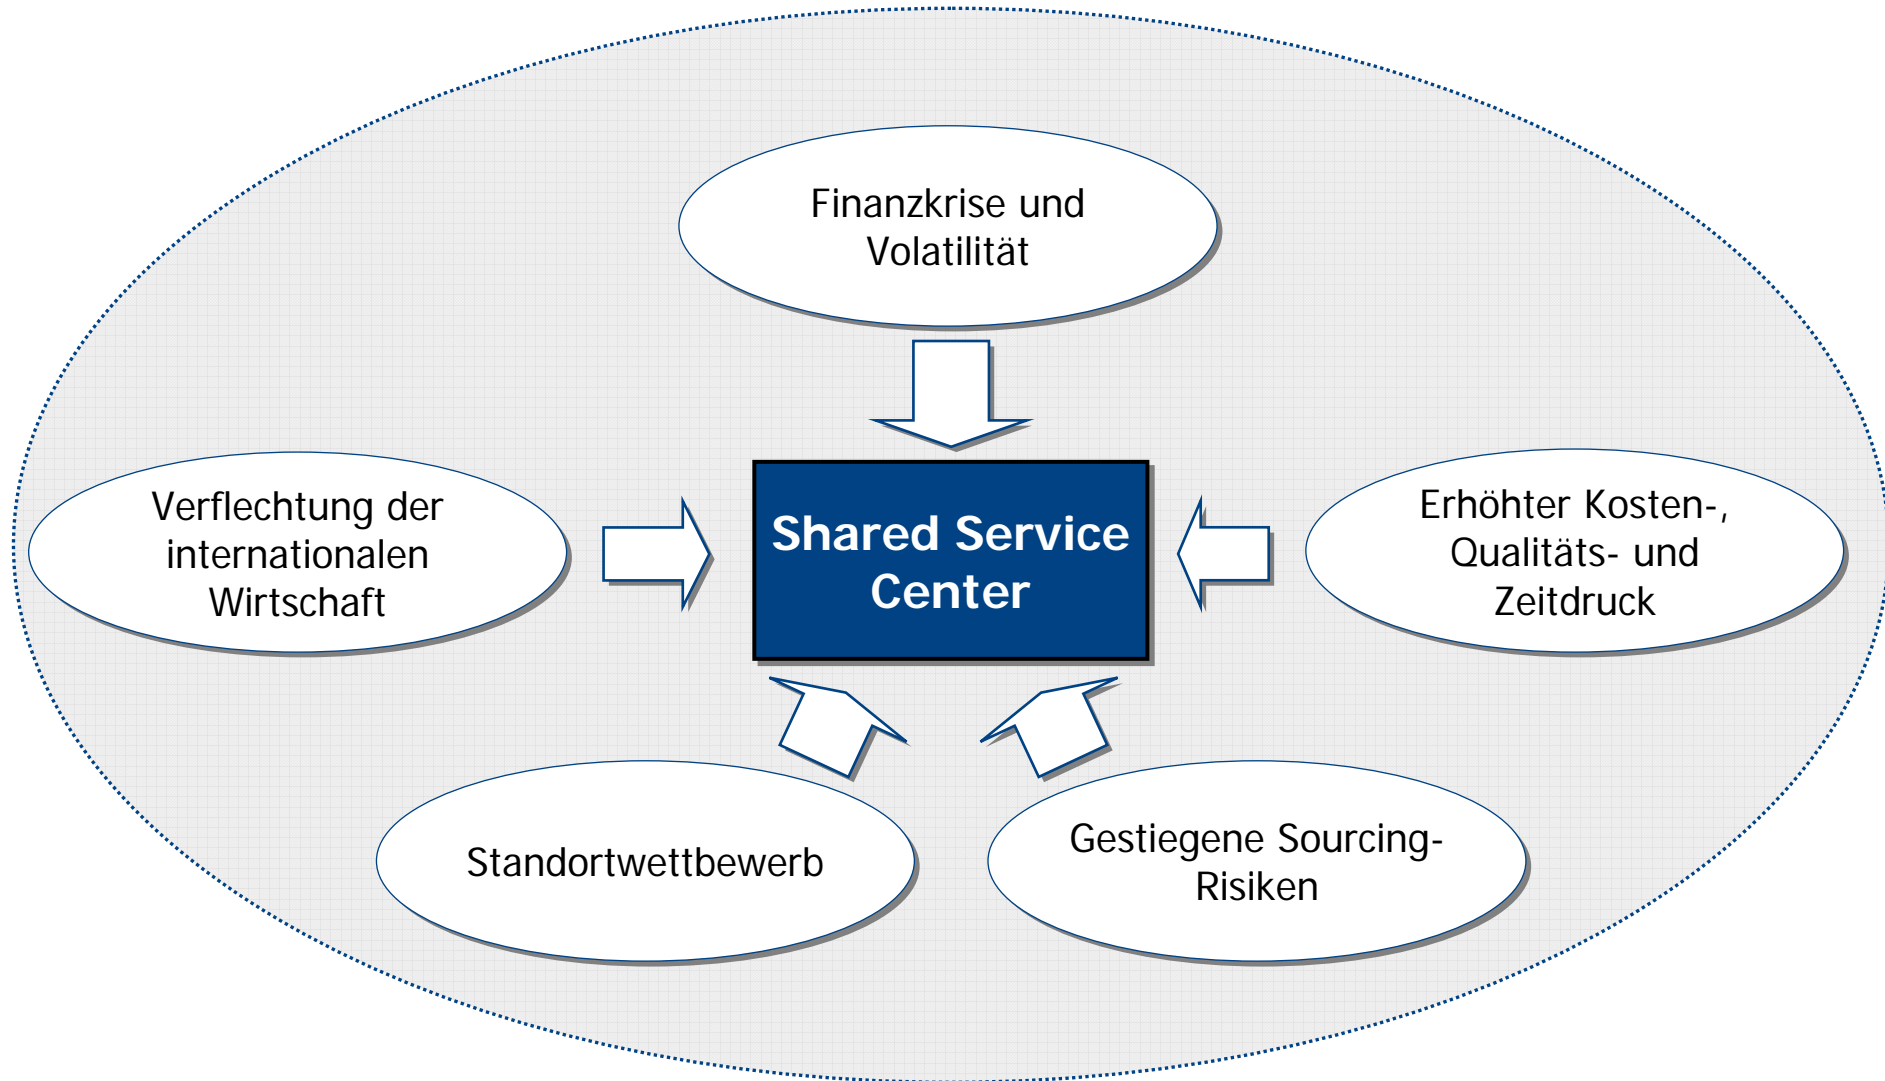 Finanzkrise und
Volatilität
Verflechtung der
internationalen
Wirtschaft
Shared Service
Center
Erhöhter Kosten-,
Qualitäts- und
Zeitdruck
Standortwettbewerb
Gestiegene Sourcing-
Risiken